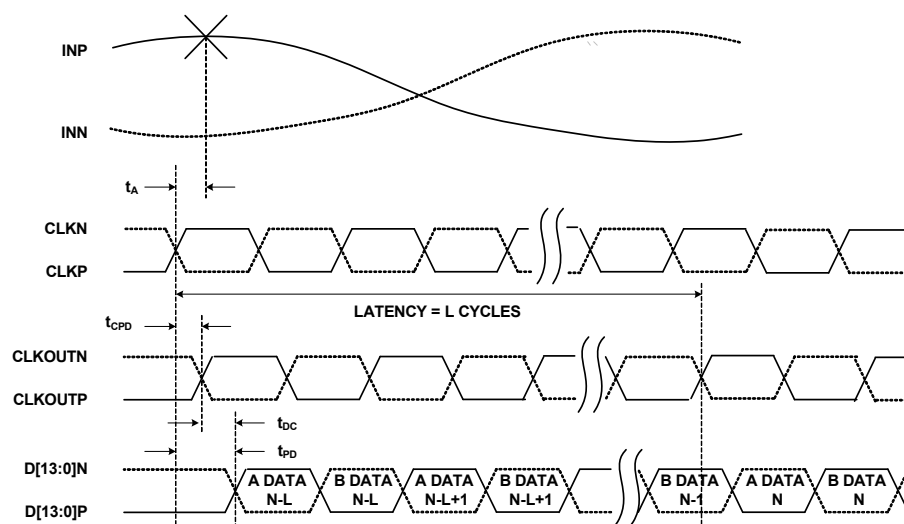 INP
INN
tA
CLKN
CLKP
LATENCY = L CYCLES
tCPD
CLKOUTN
CLKOUTP
tDC
tPD
D[13:0]N
D[13:0]P
A DATA
N-L
B DATA
N-L
A DATA
N-L+1
B DATA
N-L+1
B DATA
N-1
A DATA
N
B DATA
N